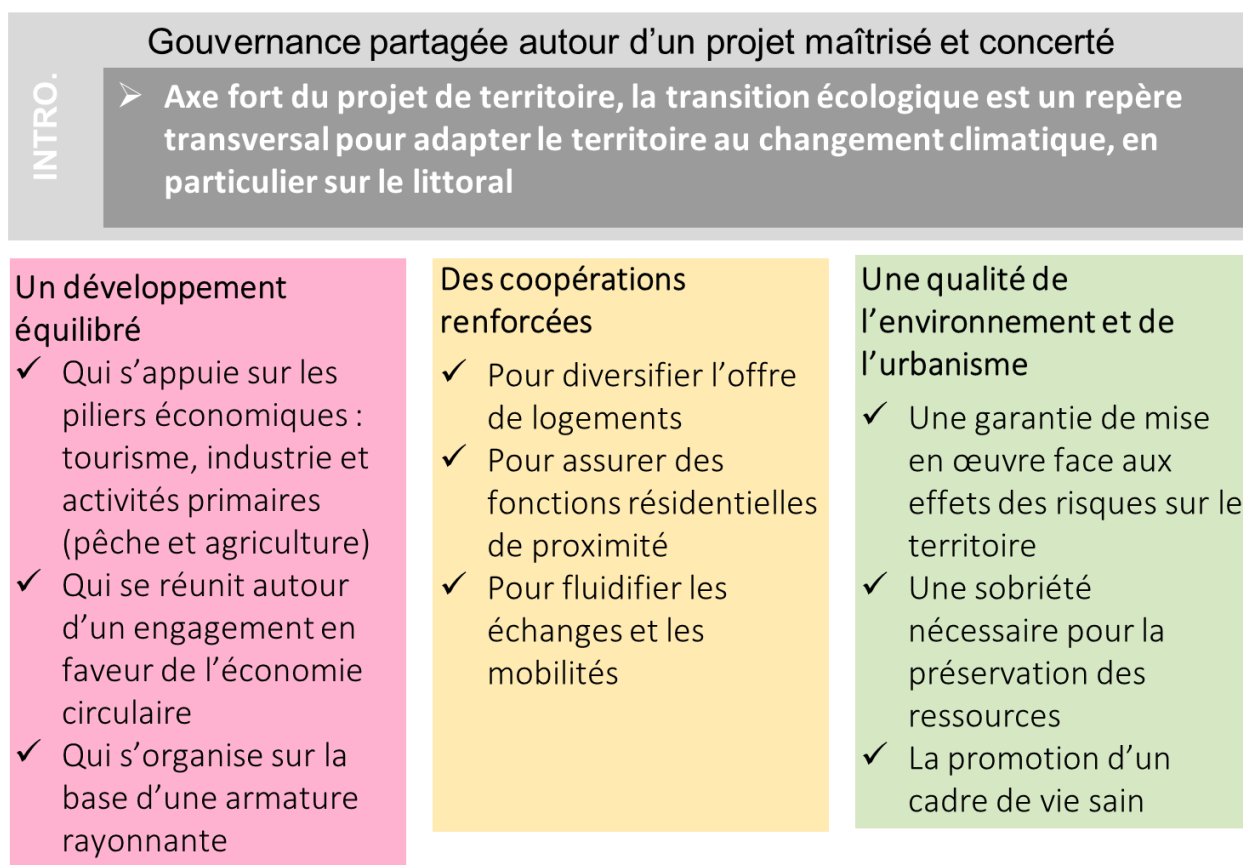 Gouvernance partagée autour d’un projet maîtrisé et concerté
INTRO.
➢ Axe fort du projet de territoire, la transition écologique est un repère
transversal pour adapter le territoire au changement climatique, en
particulier sur le littoral
Un développement
équilibré
✓ Qui s’appuie sur les
piliers économiques :
tourisme, industrie et
activités primaires
(pêche et agriculture)
✓ Qui se réunit autour
d’un engagement en
faveur de l’économie
circulaire
✓ Qui s’organise sur la
base d’une armature
rayonnante
Des coopérations
renforcées
✓ Pour diversifier l’offre
de logements
✓ Pour assurer des
fonctions résidentielles
de proximité
✓ Pour fluidifier les
échanges et les
mobilités
Une qualité de
l’environnement et de
l’urbanisme
✓ Une garantie de mise
en œuvre face aux
effets des risques sur le
territoire
✓ Une sobriété
nécessaire pour la
préservation des
ressources
✓ La promotion d’un
cadre de vie sain